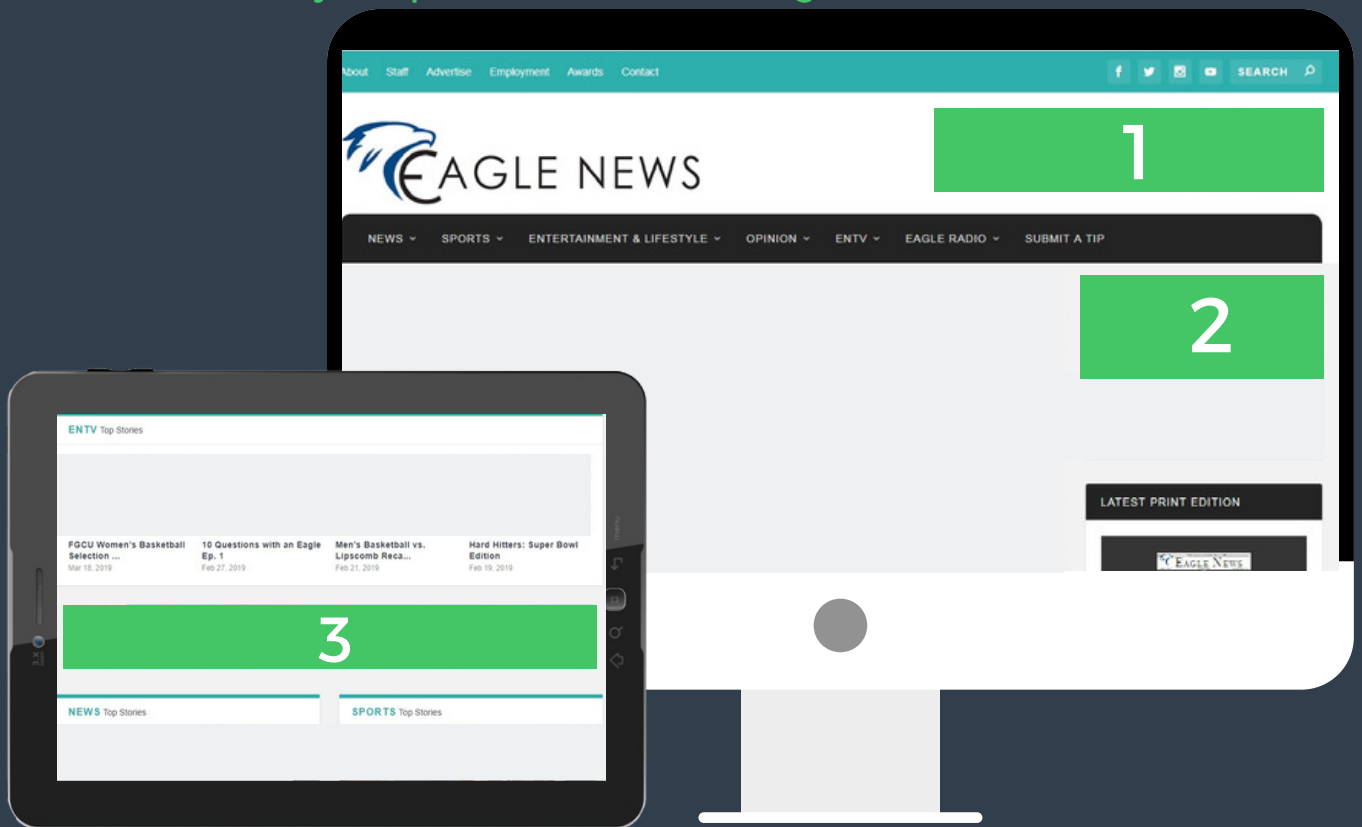 About Staff Advertise Employment Awards Contact
SEARCH
1
EAGLE NEWS
NEWS SPORTS ENTERTAINMENT & LIFESTYLE OPINION ENTV EAGLE RADIO SUBMIT A TIP
2
LATEST PRINT EDITION
EAGLE NEWS
ENTV Top Stories
FGCU Women's Basketball
Selection ...
Mar 18, 2019
10 Questions with an Eagle
Ep. 1
Feb 27, 2019
Men's Basketball vs.
Lipscomb Reca...
Feb 21, 2019
Hard Hitters: Super Bowl
Edition
Feb 19, 2019
3
NEWS Top Stories
SPORTS Top Stories
menu